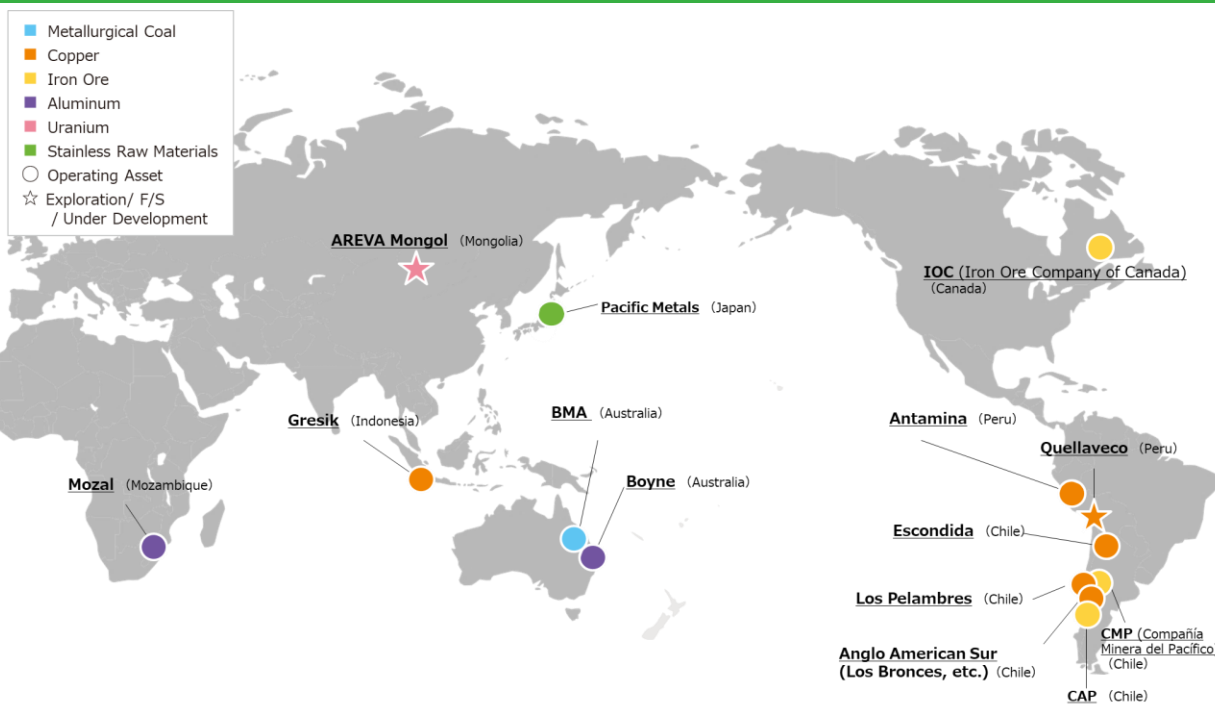 Metallurgical Coal
Copper
Iron Ore
Aluminum
Uranium
Stainless Raw Materials
Operating Asset
Exploration/ F/S
/ Under Development
AREVA Mongol (Mongolia)
IOC (Iron Ore Company of Canada)
(Canada)
Pacific Metals (Japan)
Gresik (Indonesia)
BMA (Australia)
Antamina (Peru)
Quellaveco (Peru)
Mozal (Mozambique)
Boyne (Australia)
Escondida (Chile)
Los Pelambres (Chile)
CMP (Compañía
Minera del Pacífico)
(Chile)
Anglo American Sur
(Los Bronces, etc.) (Chile)
CAP (Chile)